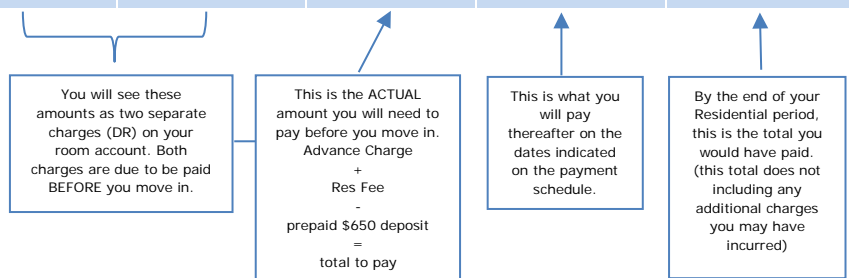 You will see these
amounts as two separate
charges (DR) on your
room account. Both
charges are due to be paid
BEFORE you move in.
This is the ACTUAL
amount you will need to
pay before you move in.
Advance Charge
+
Res Fee
-
prepaid $650 deposit
=
total to pay
This is what you
will pay
thereafter on the
dates indicated
on the payment
schedule.
By the end of your
Residential period,
this is the total you
would have paid.
(this total does not
including any
additional charges
you may have
incurred)